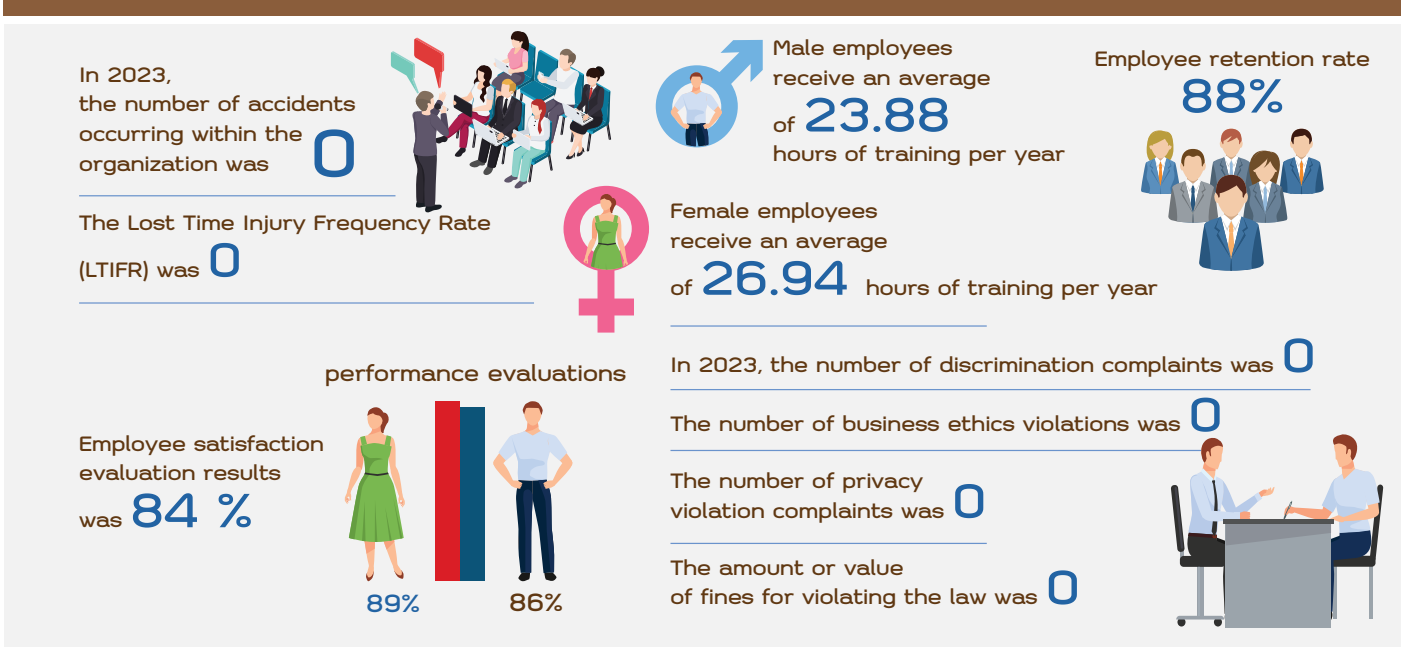 In 2023,
the number of accidents
occurring within the
organization was 0
The Lost Time Injury Frequency Rate
(LTIFR) was 0
Male employees
receive an average
of 23.88
hours of training per year
Female employees
receive an average
of 26.94 hours of training per year
Employee retention rate
88%
performance evaluations
89%
86%
Employee satisfaction
evaluation results
was 84 %
In 2023, the number of discrimination complaints was 0
The number of business ethics violations was 0
The number of privacy
violation complaints was 0
The amount or value
of fines for violating the law was 0